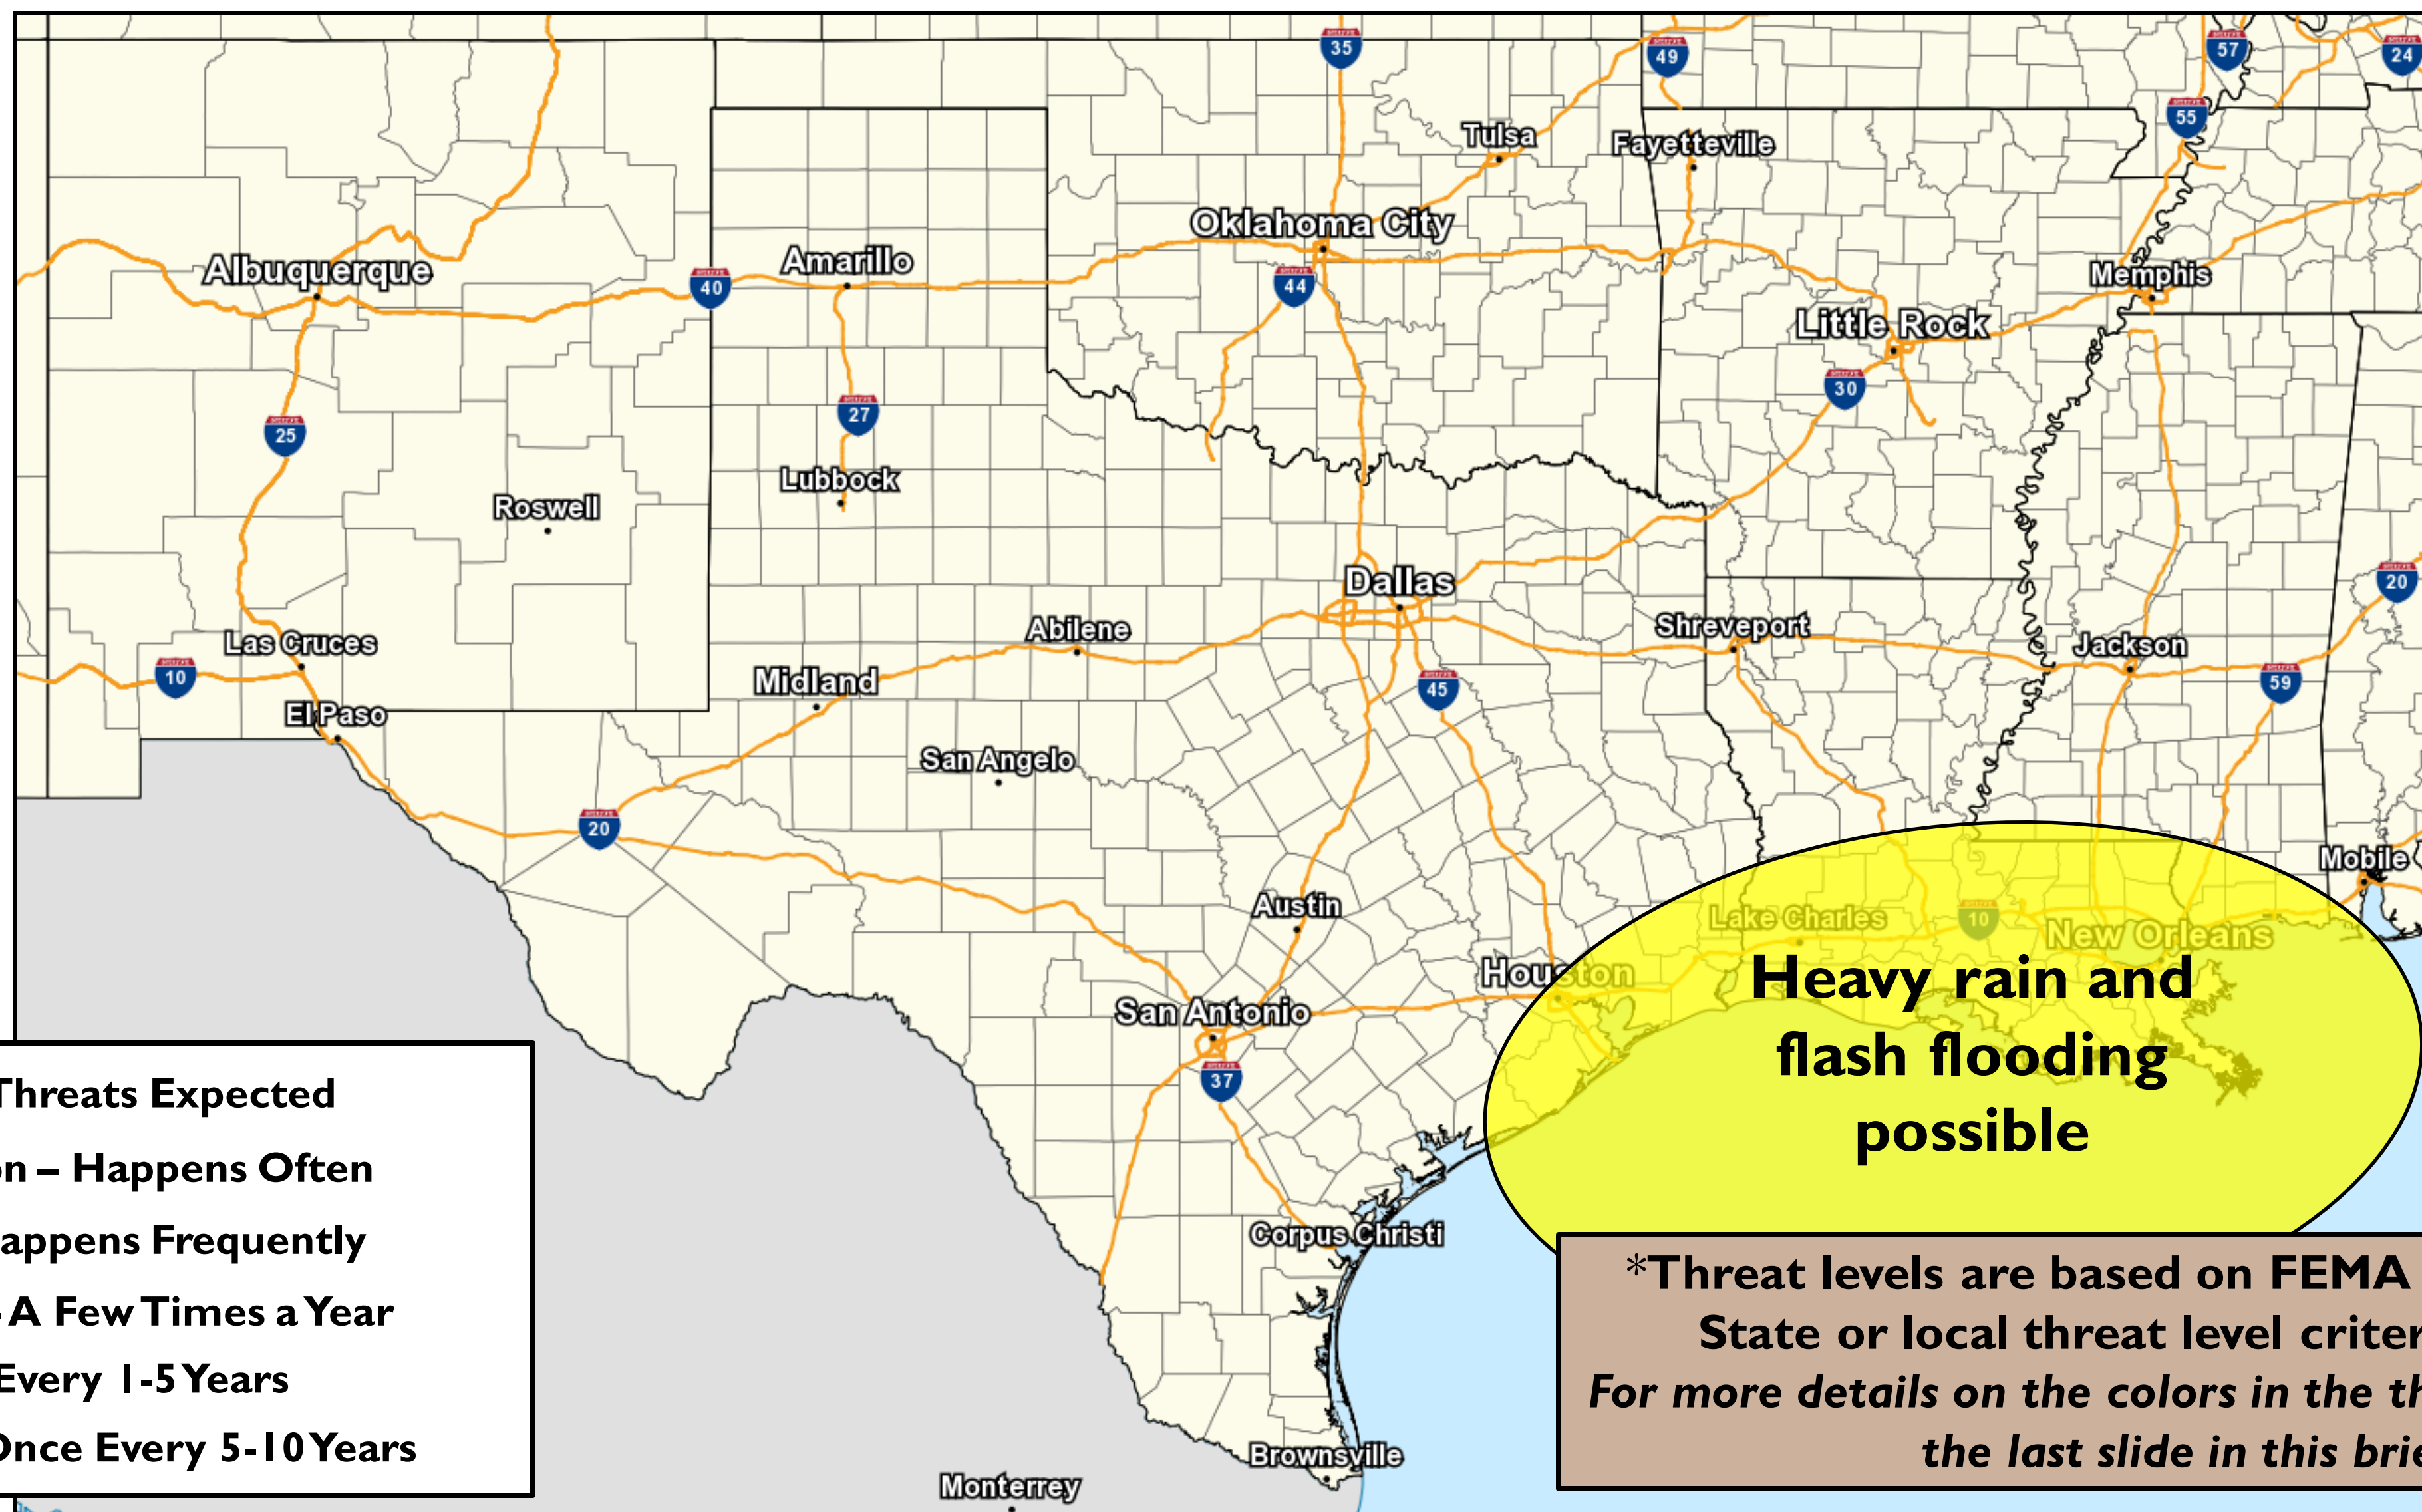 35
49
57
24
55
Tulsa
Fayetteville
Oklahoma City
Albuquerque
Amarillo
40
44
Memphis
Little Rock
30
25
27
Lubbock
Roswell
Dallas
20
Las Cruces
Abilene
Shreveport
Jackson
10
Midland
45
59
El Paso
San Angelo
20
Mobile
Austin
Lake Charles
10
New Orleans
Houston
San Antonio
37
Heavy rain and
flash flooding
possible
Corpus Christi
Brownsville
Monterrey
Threats Expected
on – Happens Often
appens Frequently
- A Few Times a Year
Every 1-5 Years
Once Every 5-10 Years
*Threat levels are based on FEMA
State or local threat level criter
For more details on the colors in the th
the last slide in this brie